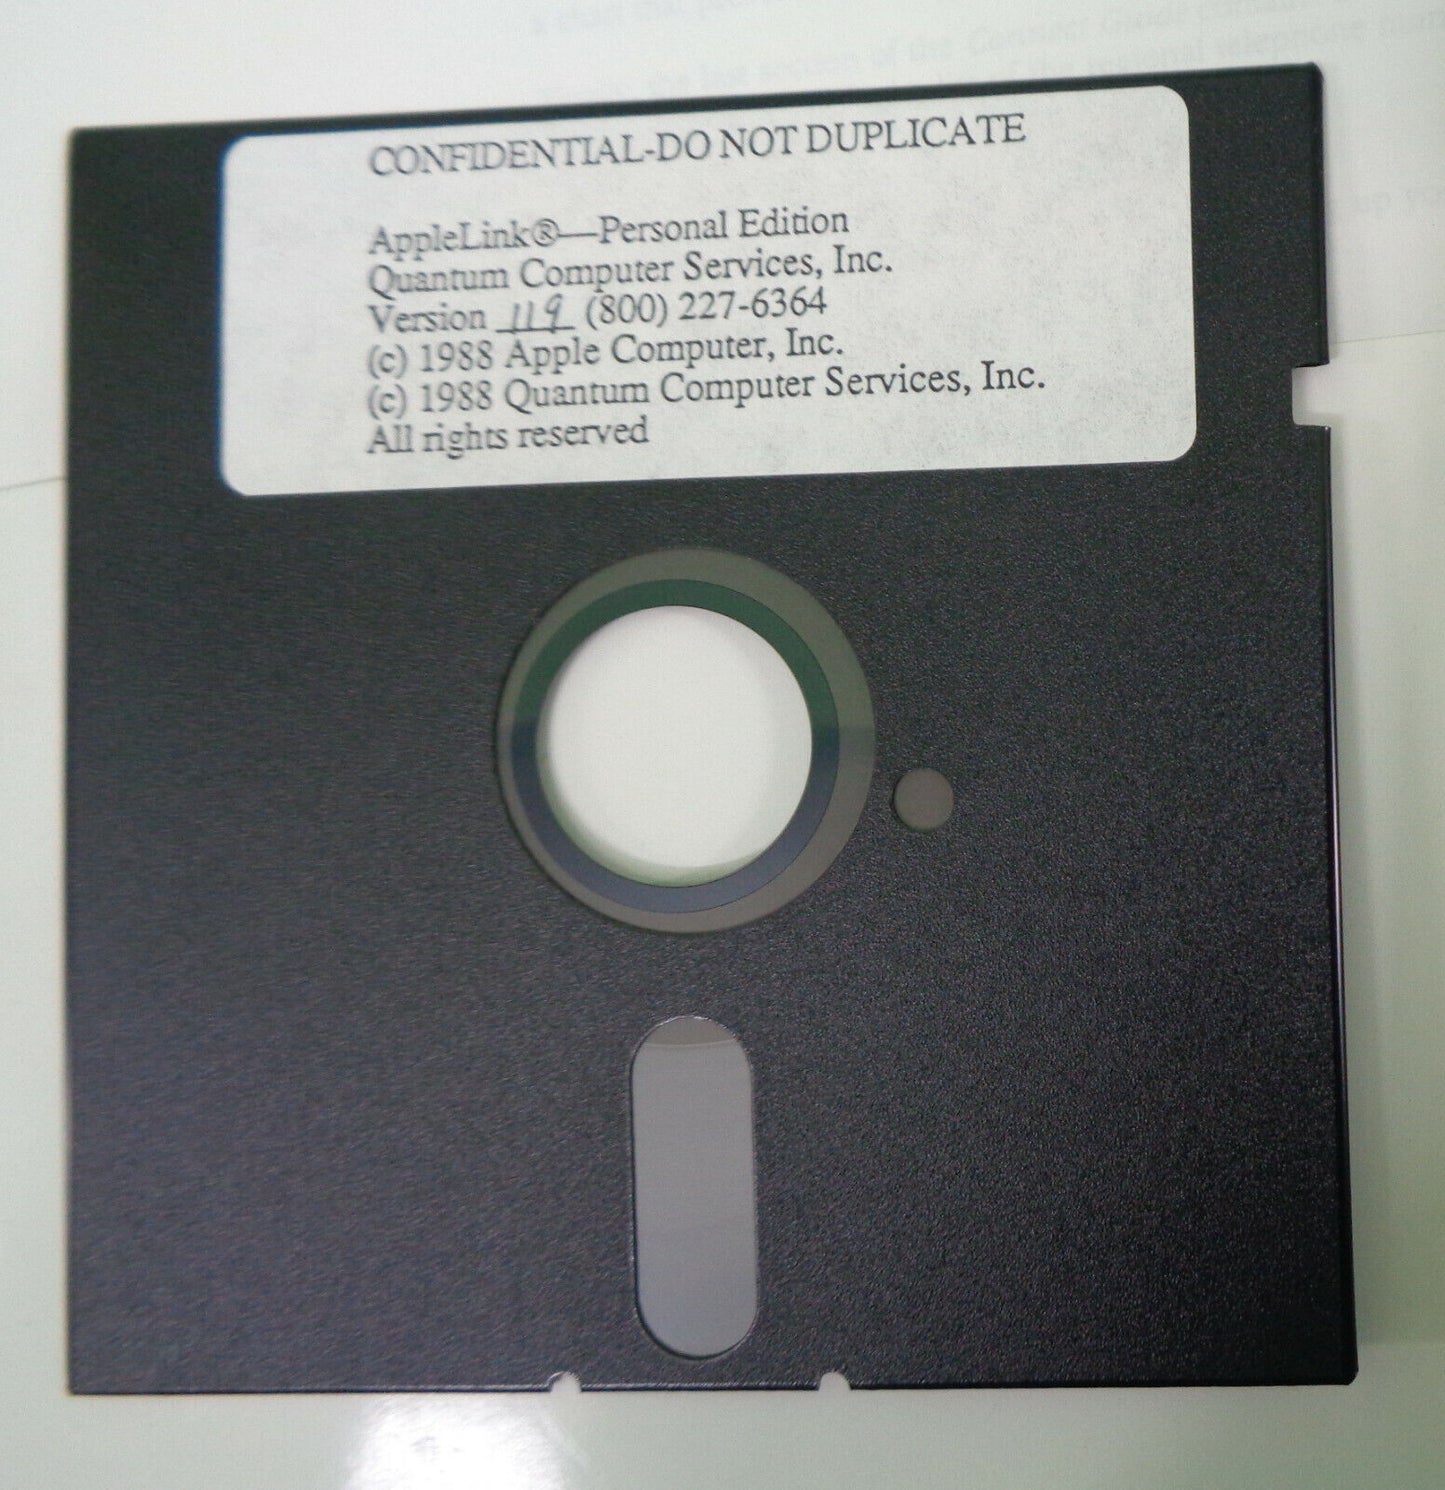 CONFIDENTIAL-DO NOT DUPLICATE
AppleLink®—Personal Edition
Quantum Computer Services, Inc.
Version 119 (800) 227-6364
(c) 1988 Apple Computer, Inc.
(c) 1988 Quantum Computer Services, Inc.
All rights reserved